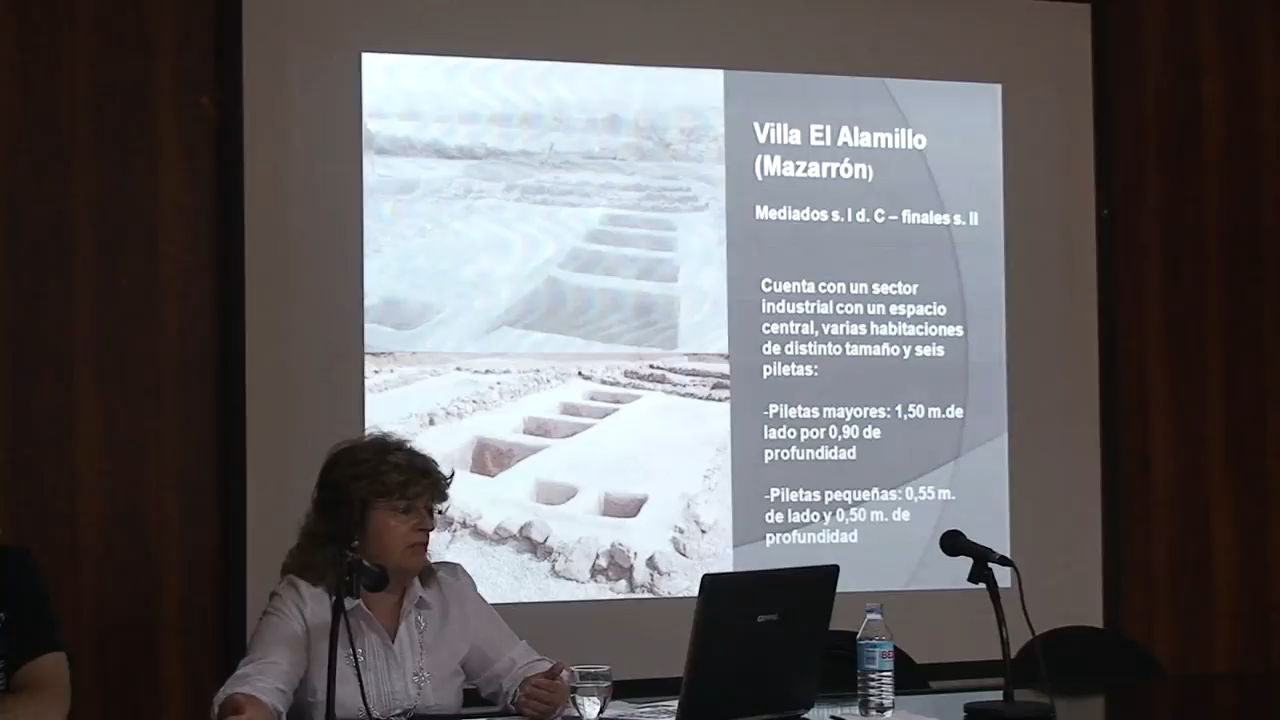 Villa El Alamillo
(Mazarrón)
Mediados s. I d. C – finales s. II
Cuenta con un sector
industrial con un espacio
central, varias habitaciones
de distinto tamaño y seis
piletas:
-Piletas mayores: 1,50 m.de
lado por 0,90 de
profundidad
-Piletas pequeñas: 0,55 m.
de lado y 0,50 m. de
profundidad